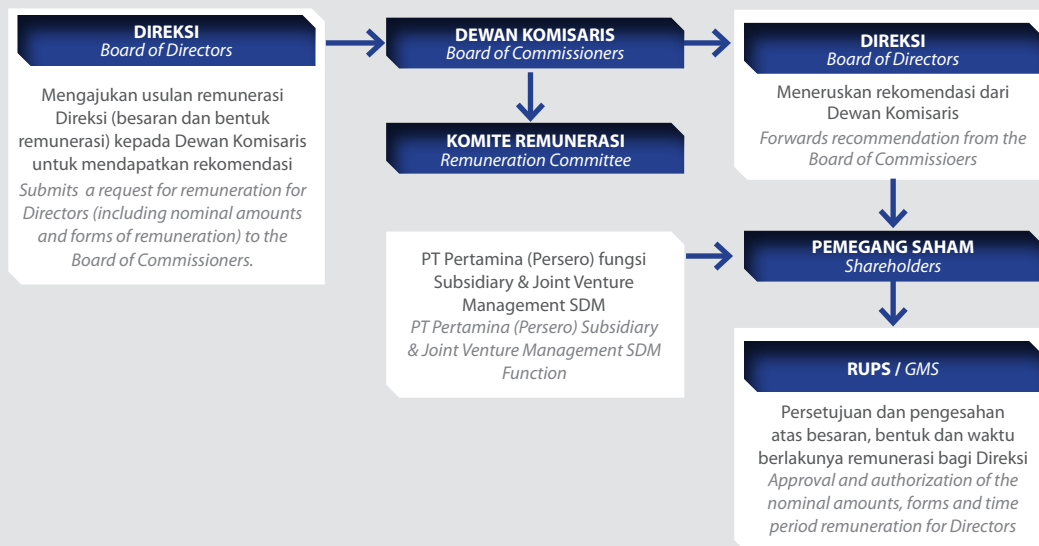 DIREKSI
Board of Directors
Mengajukan usulan remunerasi
Direksi (besaran dan bentuk
remunerasi) kepada Dewan Komisaris
untuk mendapatkan rekomendasi
Submits a request for remuneration for
Directors (including nominal amounts
and forms of remuneration) to the
Board of Commissioners.
DEWAN KOMISARIS
Board of Commissioners
KOMITE REMUNERASI
Remuneration Committee
DIREKSI
Board of Directors
Meneruskan rekomendasi dari
Dewan Komisaris
Forwards recommendation from the
Board of Commissioers
PT Pertamina (Persero) fungsi
Subsidiary & Joint Venture
Management SDM
PT Pertamina (Persero) Subsidiary
& Joint Venture Management SDM
Function
PEMEGANG SAHAM
Shareholders
RUPS / GMS
Persetujuan dan pengesahan
atas besaran, bentuk dan waktu
berlakunya remunerasi bagi Direksi
Approval and authorization of the
nominal amounts, forms and time
period remuneration for Directors